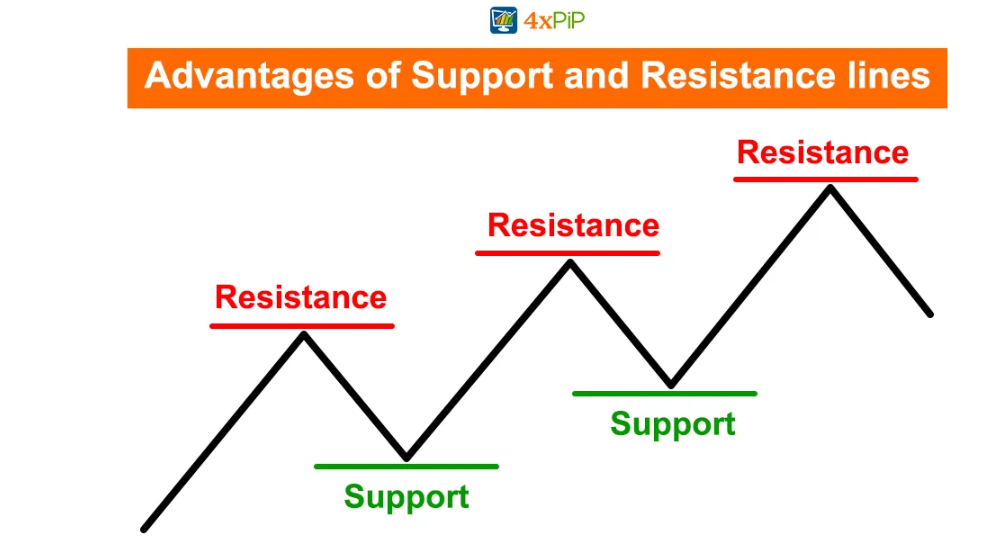 4xPiP
Advantages of Support and Resistance lines
Resistance
Resistance
Resistance
Support
Support